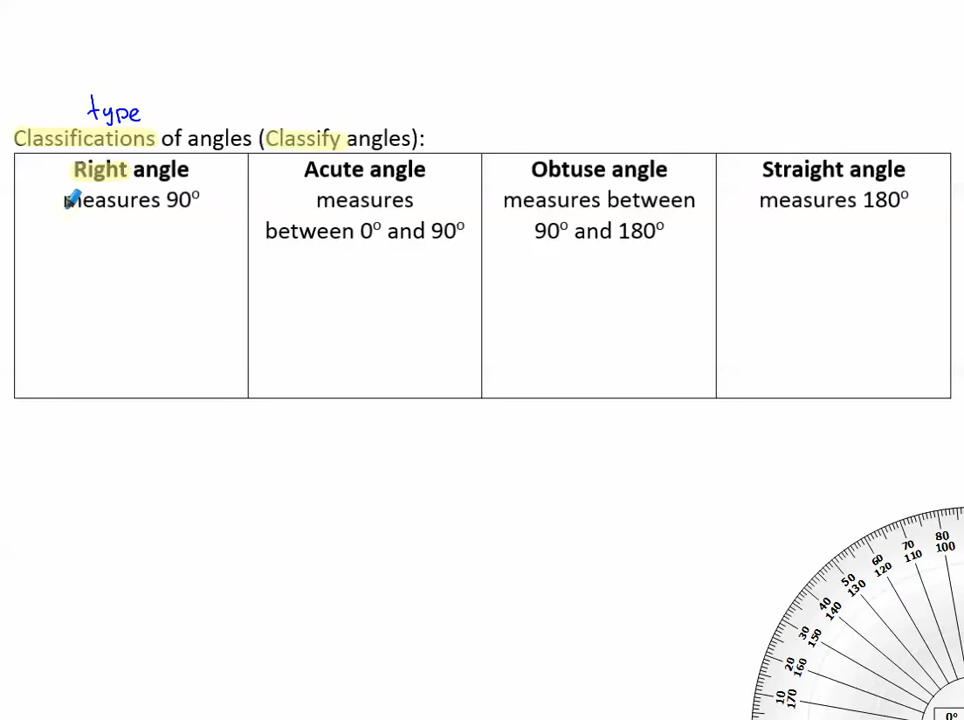 type
Classifications of angles (Classify angles):
Right angle
measures 90°
Acute angle
measures
between 0° and 90°
Obtuse angle
measures between
90° and 180°
Straight angle
measures 180°
80
100
70
110
60
120
50
130
40
140
30
150
20
160
10
170
0°